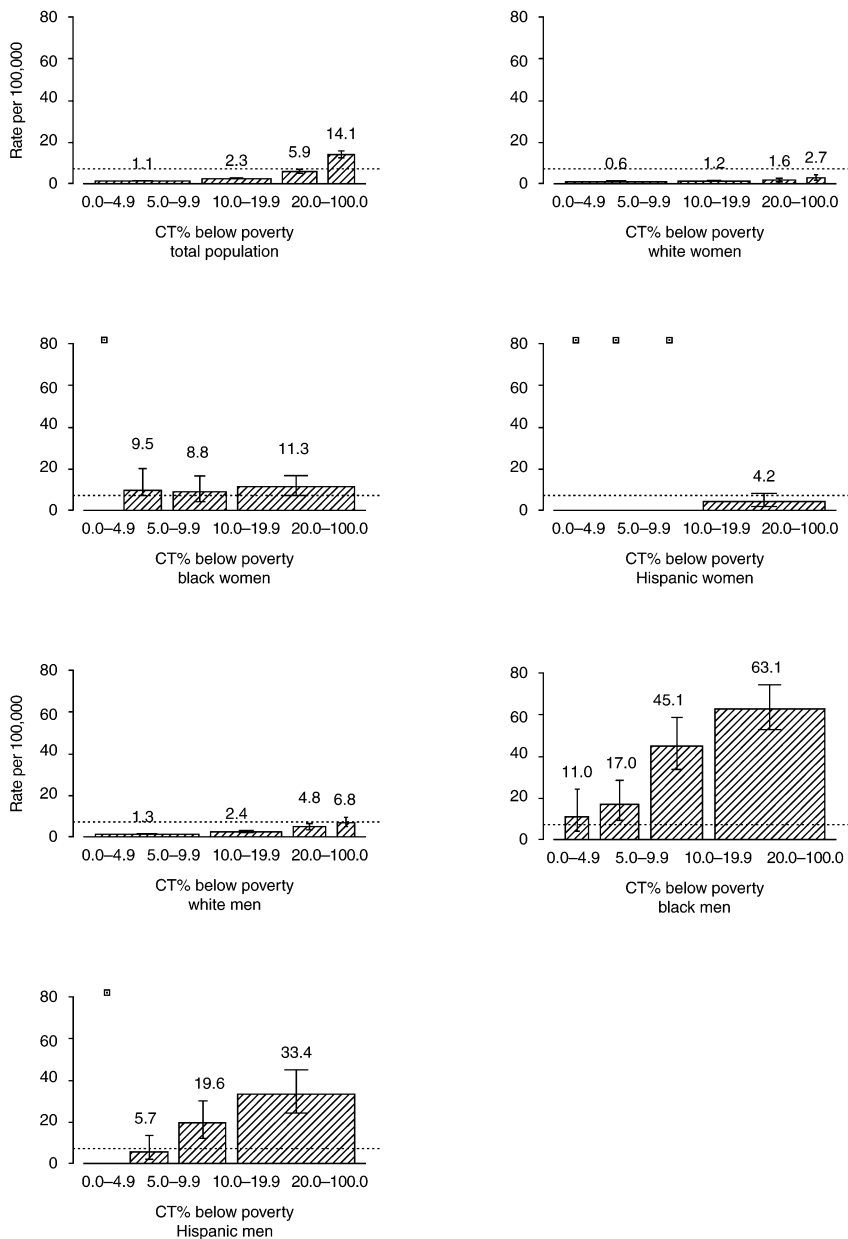 80
60
40
20
0
Rate per 100,000
1.1
2.3
5.9
14.1
0.0–4.9 5.0–9.9 10.0–19.9 20.0–100.0
CT% below poverty
total population
80
60
40
20
0
0.6
1.2
1.6
2.7
0.0–4.9 5.0–9.9 10.0–19.9 20.0–100.0
CT% below poverty
white women
80
60
40
20
0
9.5
8.8
11.3
0.0–4.9 5.0–9.9 10.0–19.9 20.0–100.0
CT% below poverty
black women
80
60
40
20
0
4.2
0.0–4.9 5.0–9.9 10.0–19.9 20.0–100.0
CT% below poverty
Hispanic women
80
60
40
20
0
Rate per 100,000
1.3
2.4
4.8
6.8
0.0–4.9 5.0–9.9 10.0–19.9 20.0–100.0
CT% below poverty
white men
80
60
40
20
0
11.0
17.0
45.1
63.1
0.0–4.9 5.0–9.9 10.0–19.9 20.0–100.0
CT% below poverty
black men
80
60
40
20
0
5.7
19.6
33.4
0.0–4.9 5.0–9.9 10.0–19.9 20.0–100.0
CT% below poverty
Hispanic men